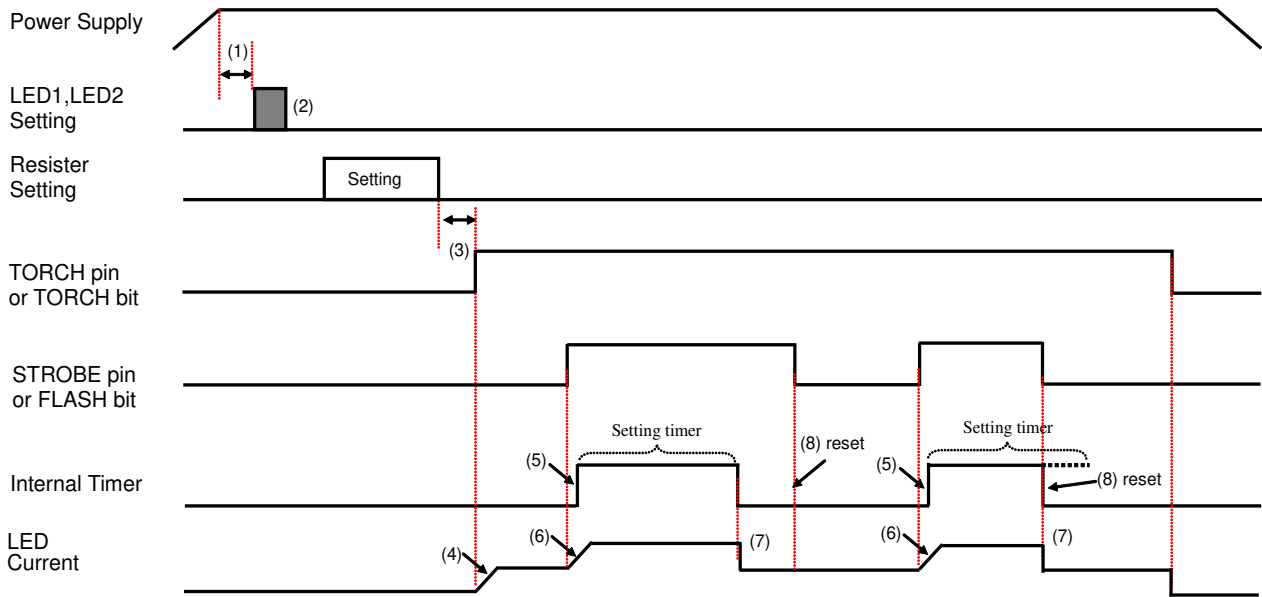 Power Supply
(1)
LED1,LED2
Setting
(2)
Resister
Setting
Setting
(3)
TORCH pin
or TORCH bit
STROBE pin
or FLASH bit
Setting timer
Setting timer
(8) reset
(5)
(5)
(8) reset
Internal Timer
LED
Current
(4)
(6)
(7)
(6)
(7)